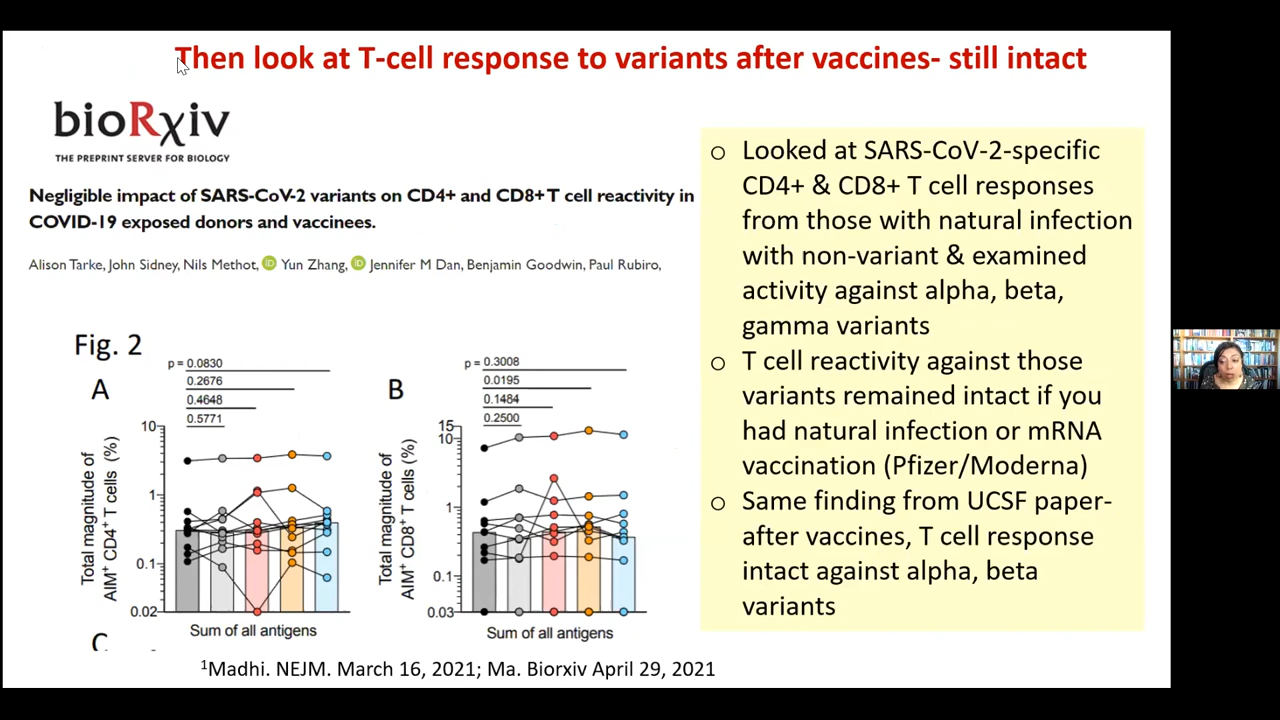 Then look at T-cell response to variants after vaccines- still intact
bioRχiv
THE PREPRINT SERVER FOR BIOLOGY
Negligible impact of SARS-CoV-2 variants on CD4+ and CD8+ T cell reactivity in
COVID-19 exposed donors and vaccinees.
Alison Tarke, John Sidney, Nils Methot, iD Yun Zhang, iD Jennifer M Dan, Benjamin Goodwin, Paul Rubiro,
Fig. 2
A
p = 0.0830
0.2676
0.4648
0.5771
10
1
0.1
0.02
Total magnitude of
AIM⁺ CD4⁺ T cells (%)
Sum of all antigens
B
p = 0.3008
0.0195
0.1484
0.2500
15
10
1
0.1
0.03
Total magnitude of
AIM⁺ CD8⁺ T cells (%)
Sum of all antigens
C
○ Looked at SARS-CoV-2-specific
CD4+ & CD8+ T cell responses
from those with natural infection
with non-variant & examined
activity against alpha, beta,
gamma variants
○ T cell reactivity against those
variants remained intact if you
had natural infection or mRNA
vaccination (Pfizer/Moderna)
○ Same finding from UCSF paper-
after vaccines, T cell response
intact against alpha, beta
variants
¹Madhi. NEJM. March 16, 2021; Ma. Biorxiv April 29, 2021